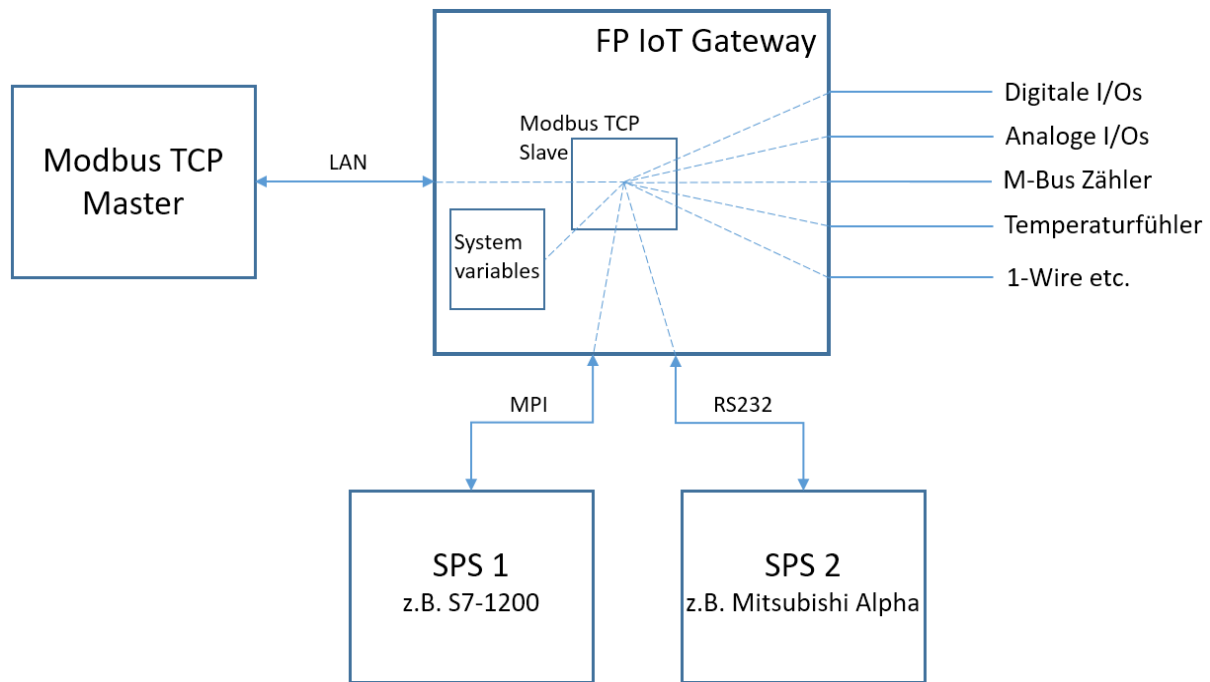 FP IoT Gateway
Modbus TCP
Master
LAN
Modbus TCP
Slave
System
variables
Digitale I/Os
Analoge I/Os
M-Bus Zähler
Temperaturfühler
1-Wire etc.
MPI
RS232
SPS 1
z.B. S7-1200
SPS 2
z.B. Mitsubishi Alpha